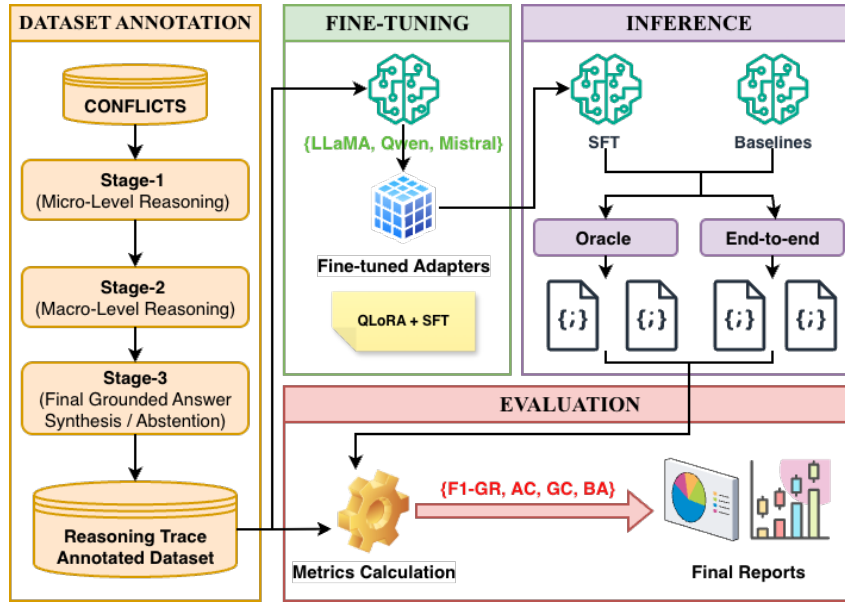 DATASET ANNOTATION
CONFLICTS
Stage-1
(Micro-Level Reasoning)
Stage-2
(Macro-Level Reasoning)
Stage-3
(Final Grounded Answer
Synthesis / Abstention)
Reasoning Trace
Annotated Dataset
FINE-TUNING
{LLaMA, Qwen, Mistral}
Fine-tuned Adapters
QLoRA + SFT
INFERENCE
SFT
Baselines
Oracle
End-to-end
{;}
{;}
{;}
{;}
EVALUATION
{F1-GR, AC, GC, BA}
Metrics Calculation
Final Reports